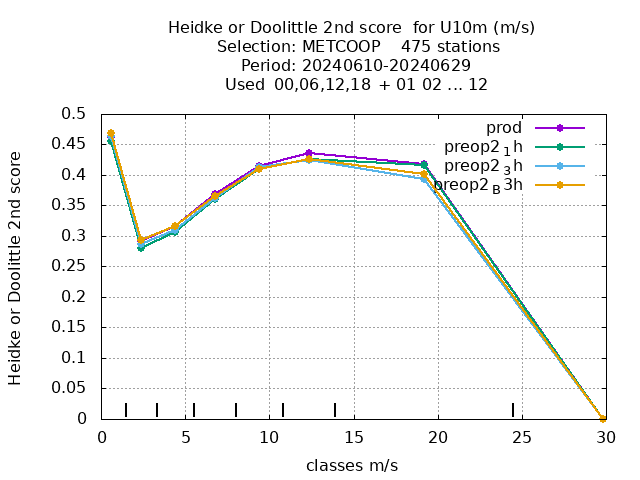 Heidke or Doolittle 2nd score for U10m (m/s)
Selection: METCOOP 475 stations
Period: 20240610-20240629
Used 00,06,12,18 + 01 02 ... 12
Heidke or Doolittle 2nd score
0.5
0.45
0.4
0.35
0.3
0.25
0.2
0.15
0.1
0.05
0
prod
preop2 1h
preop2 3h
preop2 B3h
0 5 10 15 20 25 30
classes m/s